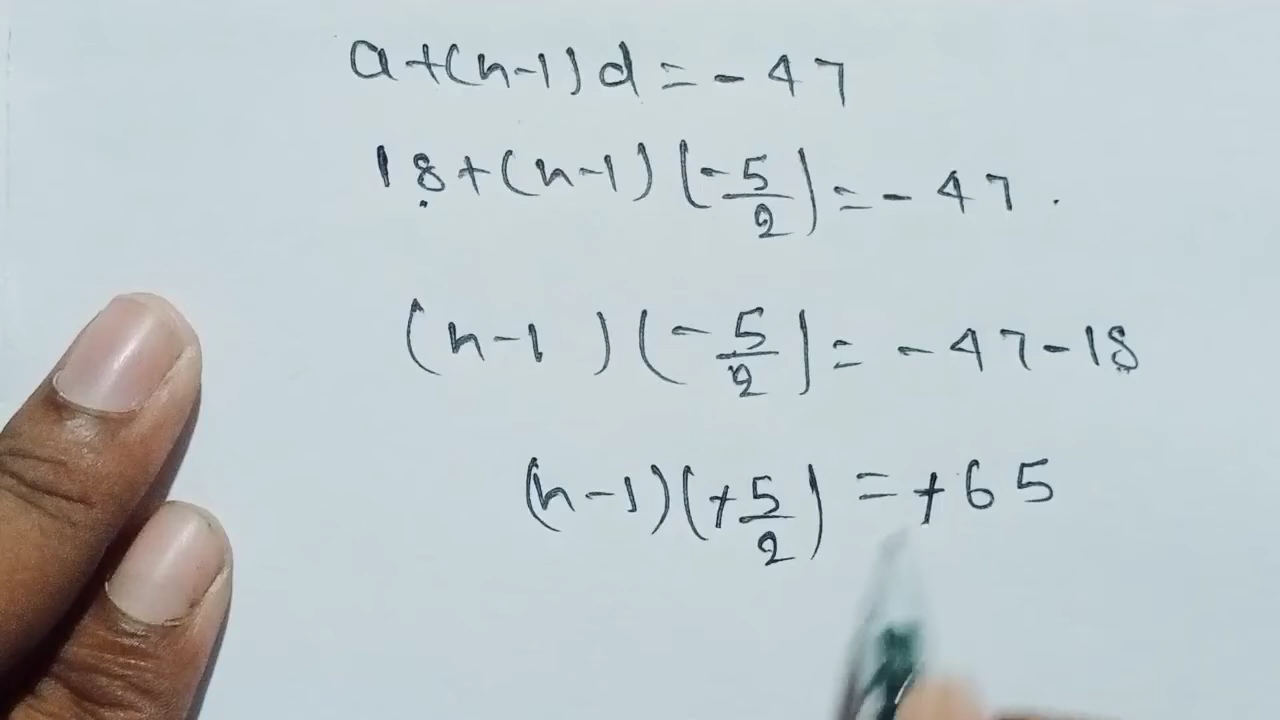 a+(n-1)d=-47
18+(n-1)(-5/2)=-47.
(n-1)(-5/2)=-47-18
(n-1)(+5/2)=+65